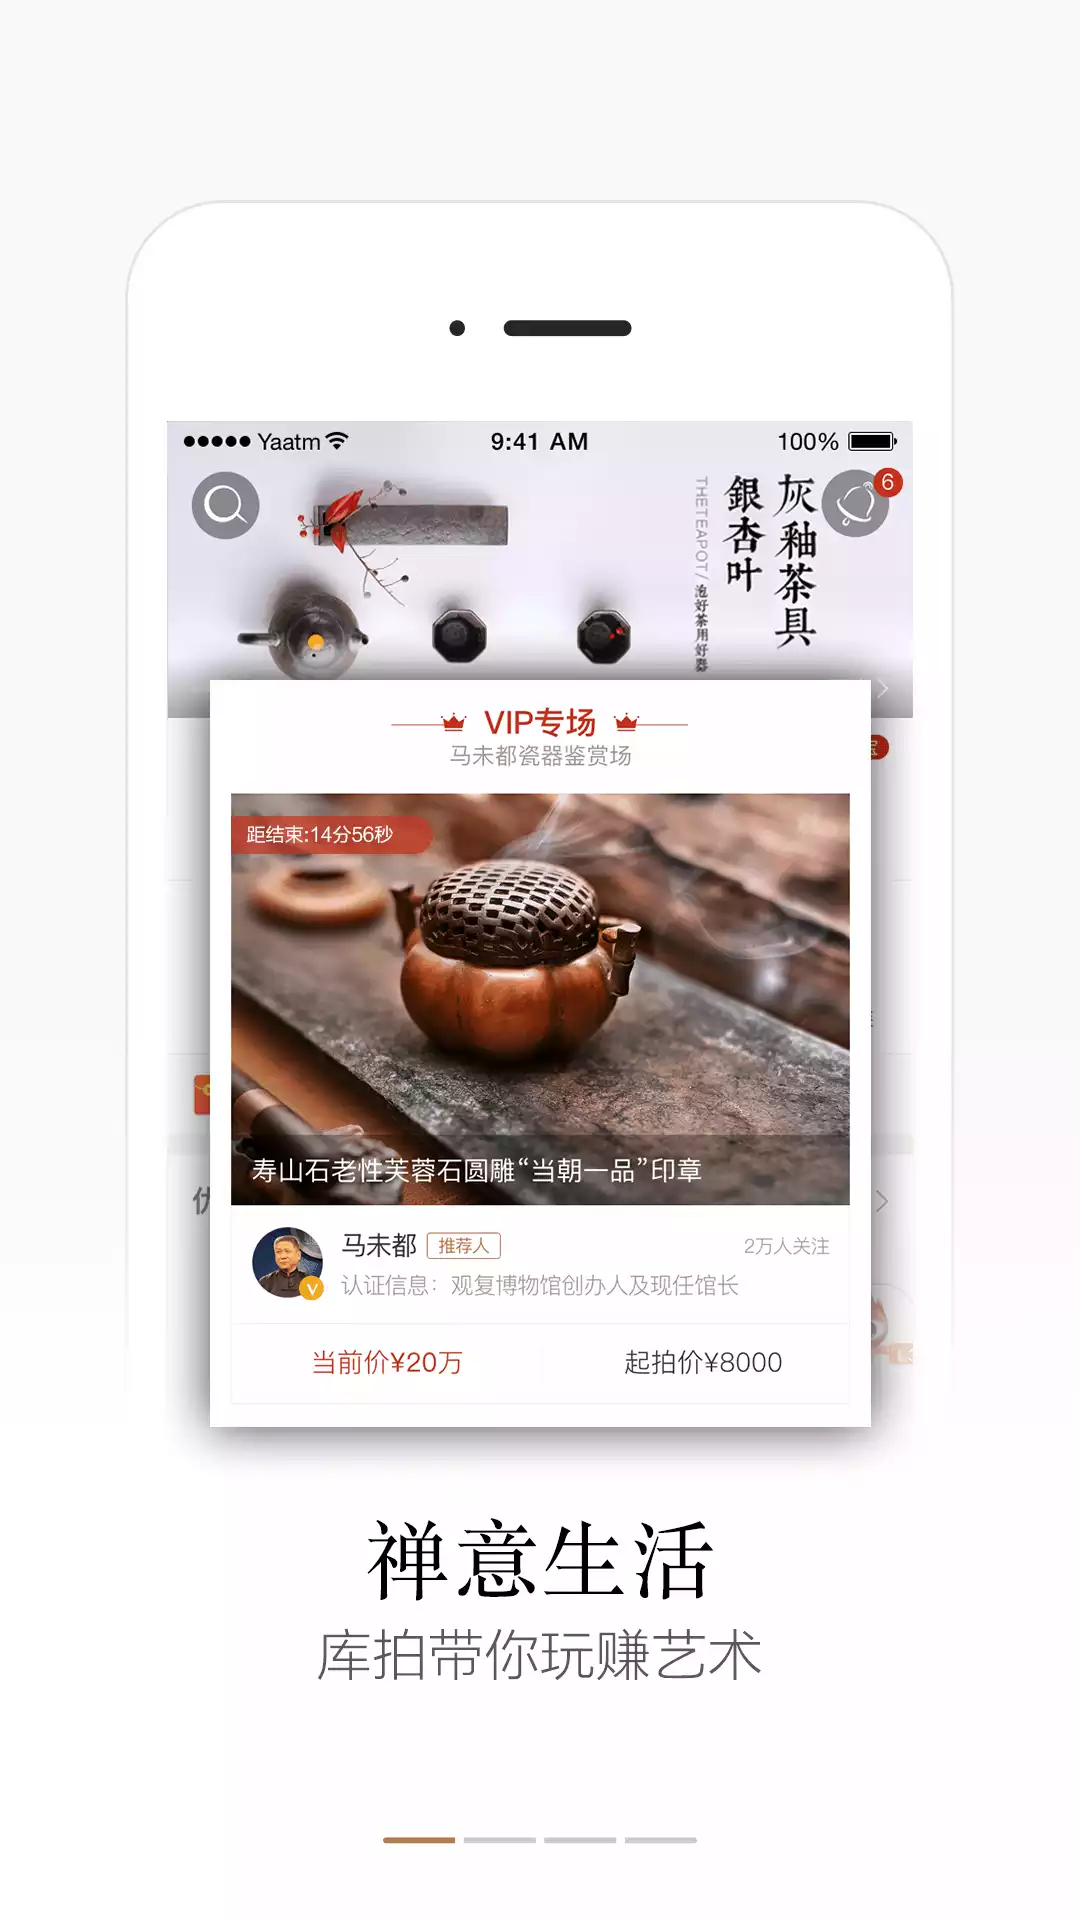 Yaatm
9:41 AM
100%
6
灰釉茶具
銀杏叶
THETEAPOT/泡好茶用好器
VIP专场
马未都瓷器鉴赏场
距结束:14分56秒
寿山石老性芙蓉石圆雕“当朝一品”印章
马未都 推荐人
2万人关注
V
认证信息：观复博物馆创办人及现任馆长
当前价¥20万
起拍价¥8000
禅意生活
库拍带你玩赚艺术